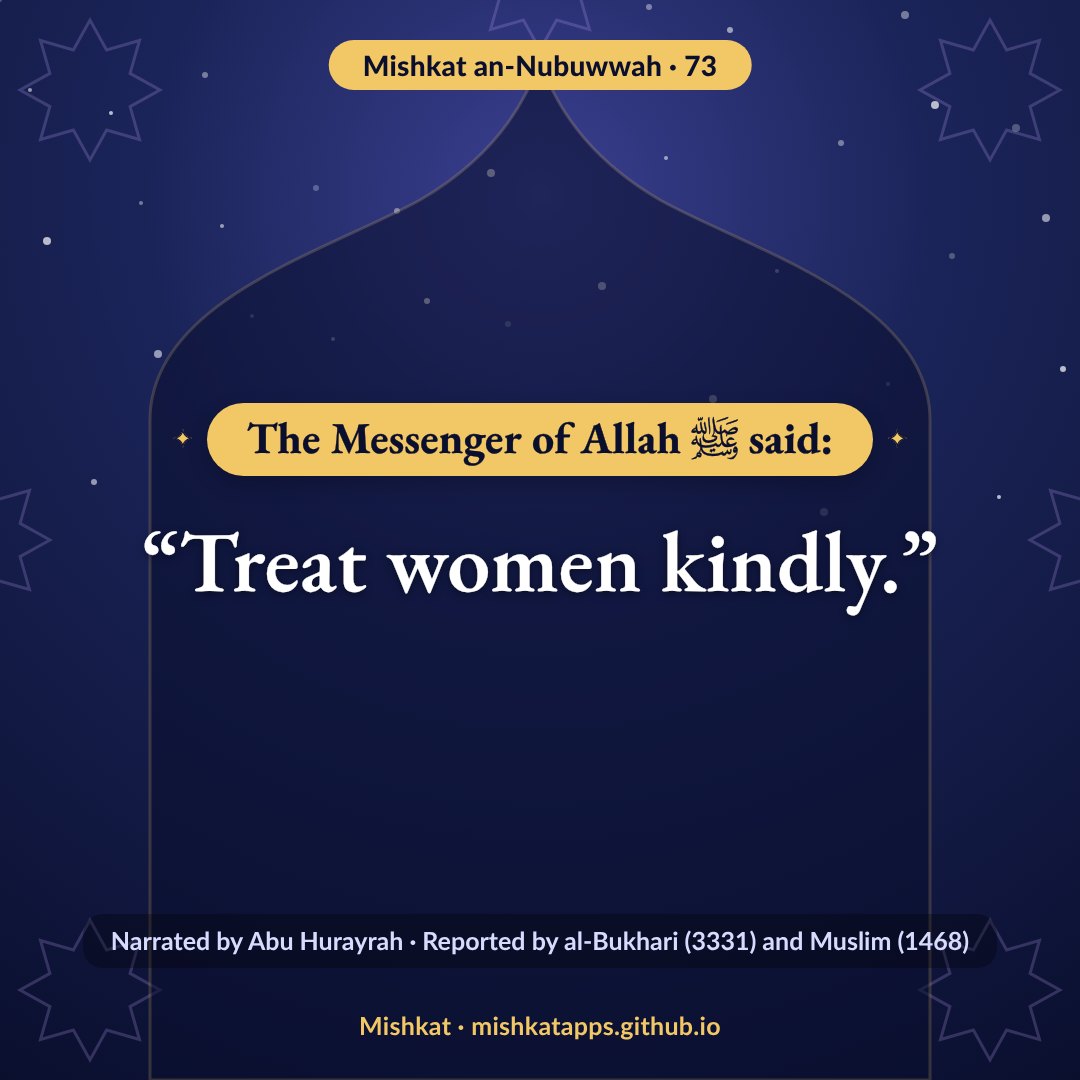 Mishkat an-Nubuwwah · 73
The Messenger of Allah ﷺ said:
“Treat women kindly.”
Narrated by Abu Hurayrah · Reported by al-Bukhari (3331) and Muslim (1468)
Mishkat · mishkatapps.github.io